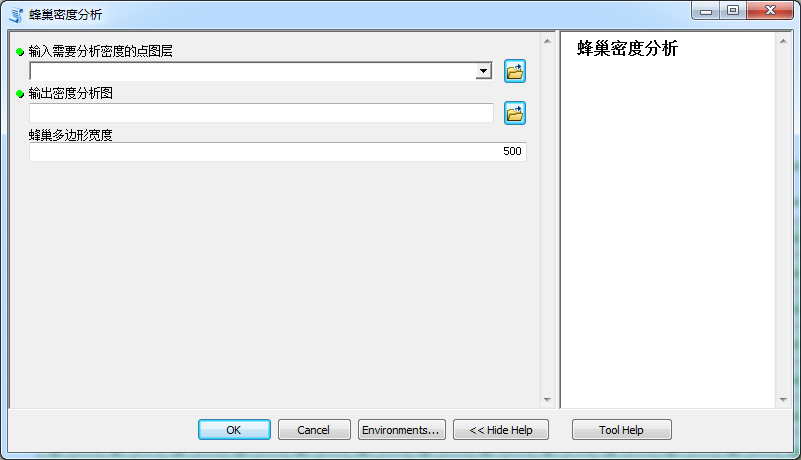 蜂巢密度分析
输入需要分析密度的点图层
输出密度分析图
蜂巢多边形宽度
500
蜂巢密度分析
OK
Cancel
Environments...
<< Hide Help
Tool Help